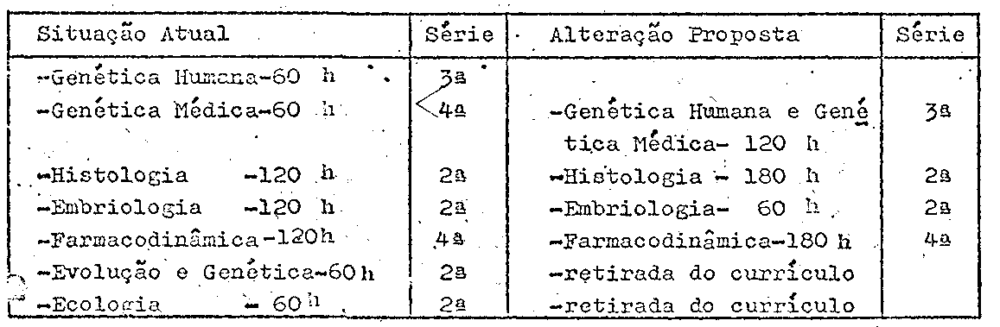 Situação Atual Série Alteração Proposta Série
-Genética Humana-60 h 3ª
-Genética Médica-60 h 4ª -Genética Humana e Gené 3ª
tica Médica- 120 h
-Histologia -120 h 2ª -Histologia - 180 h 2ª
-Embriologia -120 h 2ª -Embriologia- 60 h 2ª
-Farmacodinâmica-120h 4ª -Farmacodinâmica-180 h 4ª
-Evolução e Genética-60h 2ª -retirada do currículo
-Ecologia - 60h 2ª -retirada do currículo